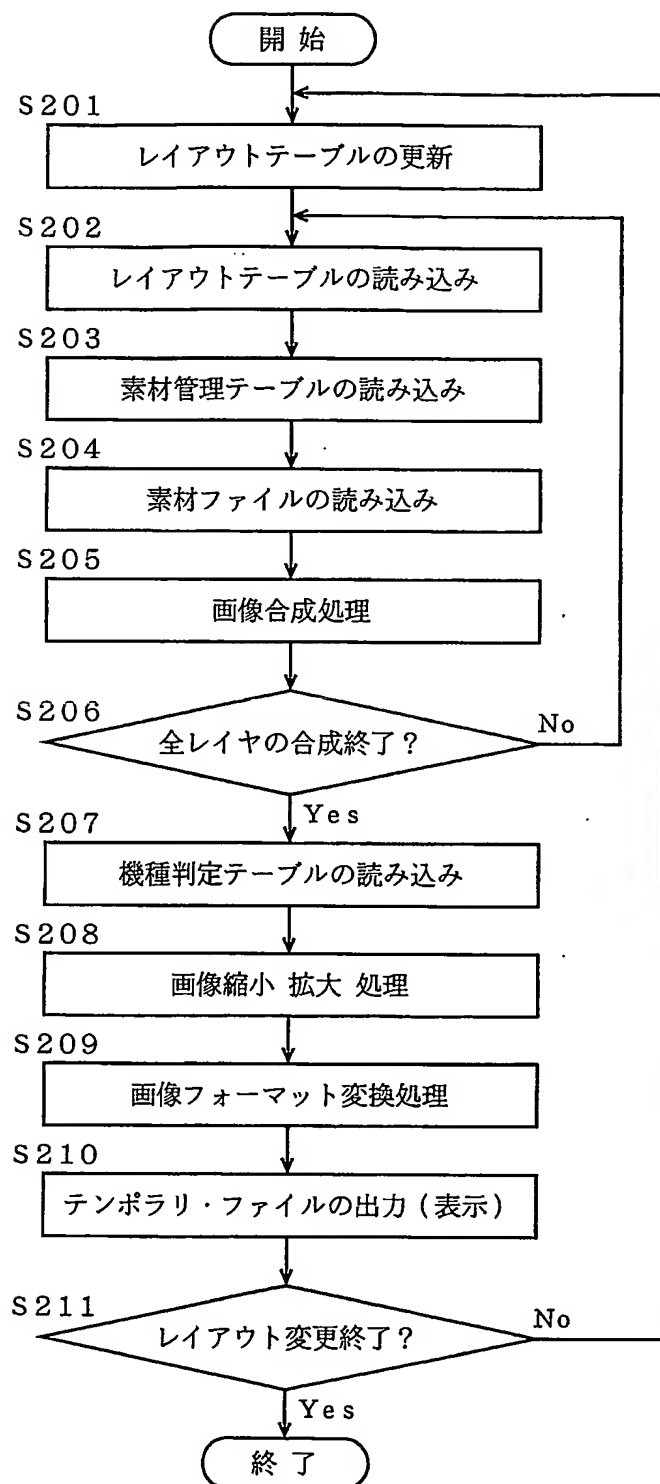 開 始
S201
レイアウトテーブルの更新
S202
レイアウトテーブルの読み込み
S203
素材管理テーブルの読み込み
S204
素材ファイルの読み込み
S205
画像合成処理
S206
全レイヤの合成終了?
No
Yes
S207
機種判定テーブルの読み込み
S208
画像縮小 拡大 処理
S209
画像フォーマット変換処理
S210
テンポラリ・ファイルの出力(表示)
S211
レイアウト変更終了?
No
Yes
終 了